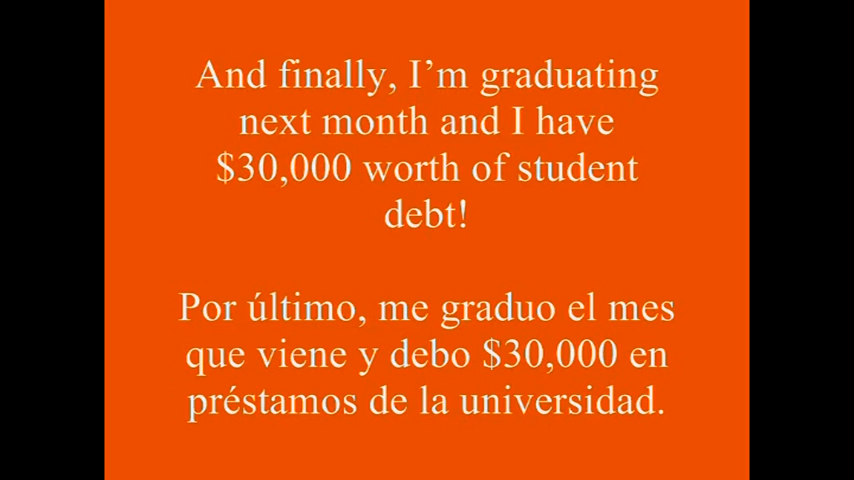 And finally, I’m graduating
next month and I have
$30,000 worth of student
debt!
Por último, me graduo el mes
que viene y debo $30,000 en
préstamos de la universidad.